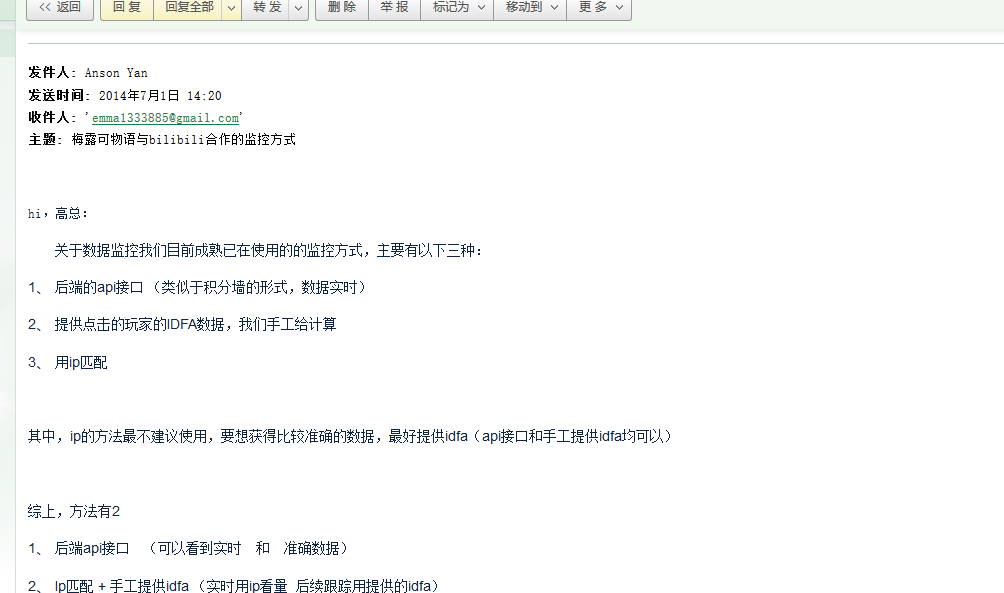 << 返回 回 复 回复全部 转 发 删 除 举 报 标记为 移动到 更 多
发件人: Anson Yan
发送时间: 2014年7月1日 14:20
收件人: 'emma1333885@gmail.com'
主题: 梅露可物语与bilibili合作的监控方式
hi，高总：
关于数据监控我们目前成熟已在使用的的监控方式，主要有以下三种：
1、 后端的api接口 （类似于积分墙的形式，数据实时）
2、 提供点击的玩家的IDFA数据，我们手工给计算
3、 用ip匹配
其中，ip的方法最不建议使用，要想获得比较准确的数据，最好提供idfa（api接口和手工提供idfa均可以）
综上，方法有2
1、 后端api接口 （可以看到实时 和 准确数据）
2、 Ip匹配 + 手工提供idfa （实时用ip看量 后续跟踪用提供的idfa）